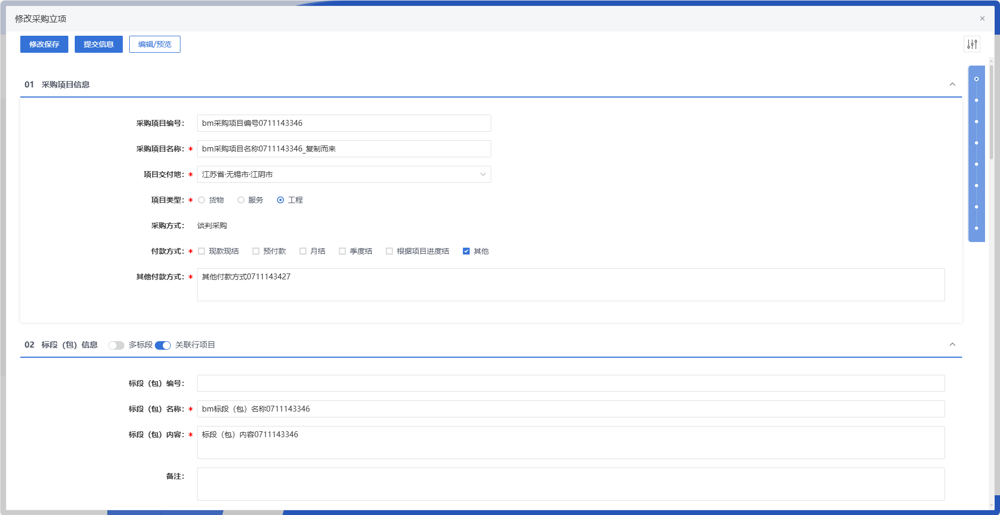 修改采购立项
修改保存 提交信息 编辑/预览
01 采购项目信息
采购项目编号： bm采购项目编号0711143346
采购项目名称：* bm采购项目名称0711143346_复制而来
项目交付地：* 江苏省·无锡市·江阴市
项目类型：* 货物 服务 工程
采购方式： 谈判采购
付款方式：* 现款现结 预付款 月结 季度结 根据项目进度结 其他
其他付款方式：* 其他付款方式0711143427
02 标段（包）信息 多标段 关联行项目
标段（包）编号：
标段（包）名称：* bm标段（包）名称0711143346
标段（包）内容：* 标段（包）内容0711143346
备注：